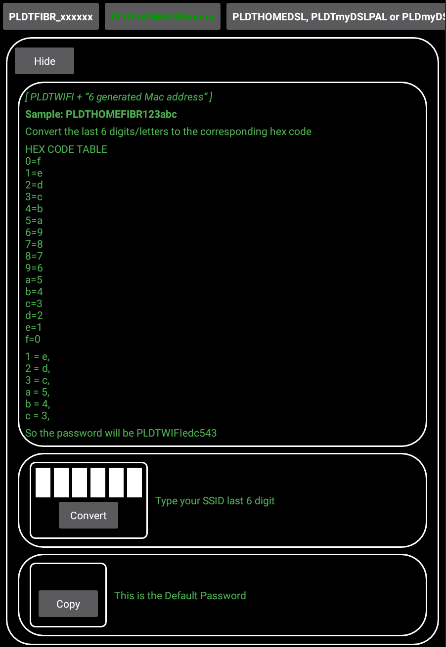 PLDTFIBR_xxxxxx
PLDTHOMEFIBRxxxxxx
PLDTHOMEDSL, PLDTmyDSLPAL or PLDmyDS
Hide
[ PLDTWIFI + “6 generated Mac address” ]
Sample: PLDTHOMEFIBR123abc
Convert the last 6 digits/letters to the corresponding hex code
HEX CODE TABLE
0=f
1=e
2=d
3=c
4=b
5=a
6=9
7=8
8=7
9=6
a=5
b=4
c=3
d=2
e=1
f=0
1 = e,
2 = d,
3 = c,
a = 5,
b = 4,
c = 3,
So the password will be PLDTWIFIedc543
Type your SSID last 6 digit
Convert
This is the Default Password
Copy